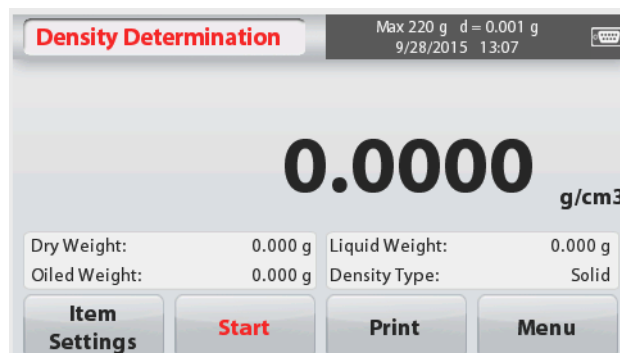 Density Determination
Max 220 g d = 0.001 g
9/28/2015 13:07
0.0000
g/cm3
Dry Weight: 0.000 g Liquid Weight: 0.000 g
Oiled Weight: 0.000 g Density Type: Solid
Item
Settings
Start
Print
Menu